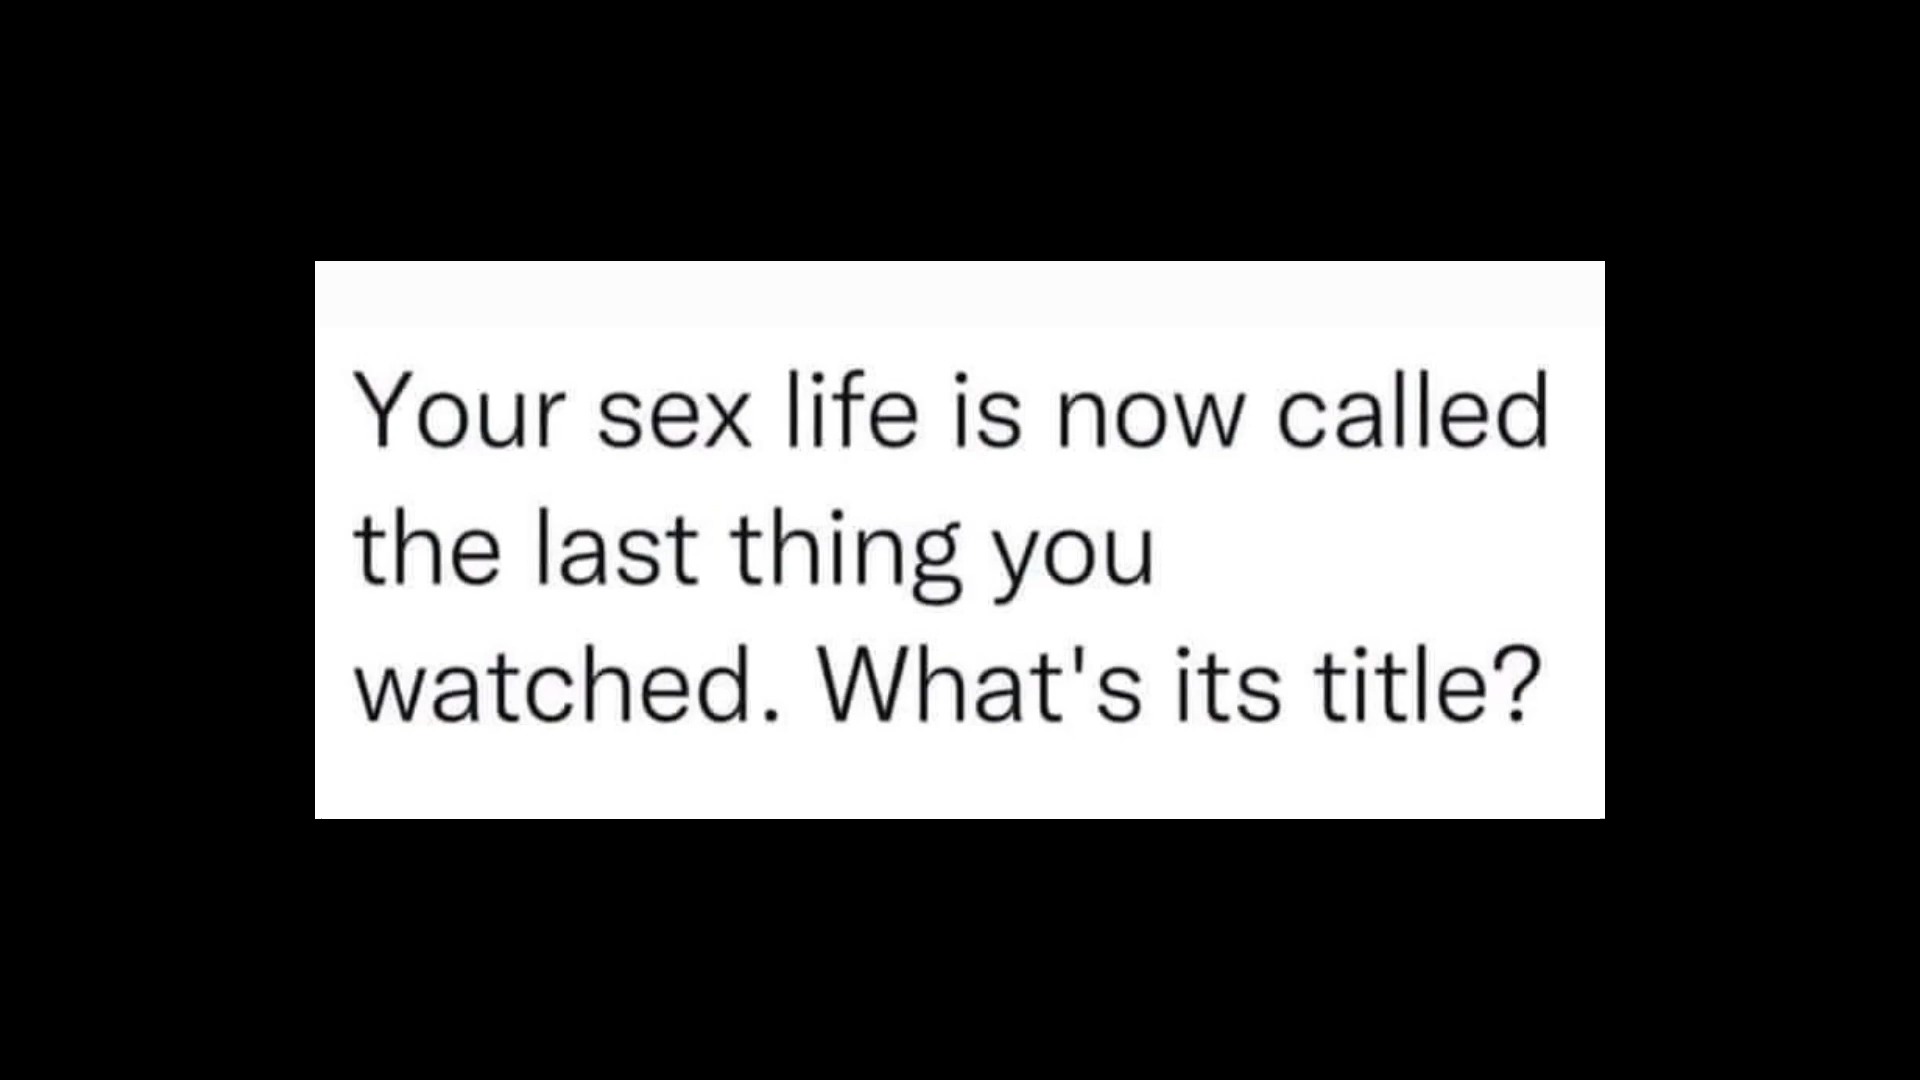 Your sex life is now called
the last thing you
watched. What's its title?